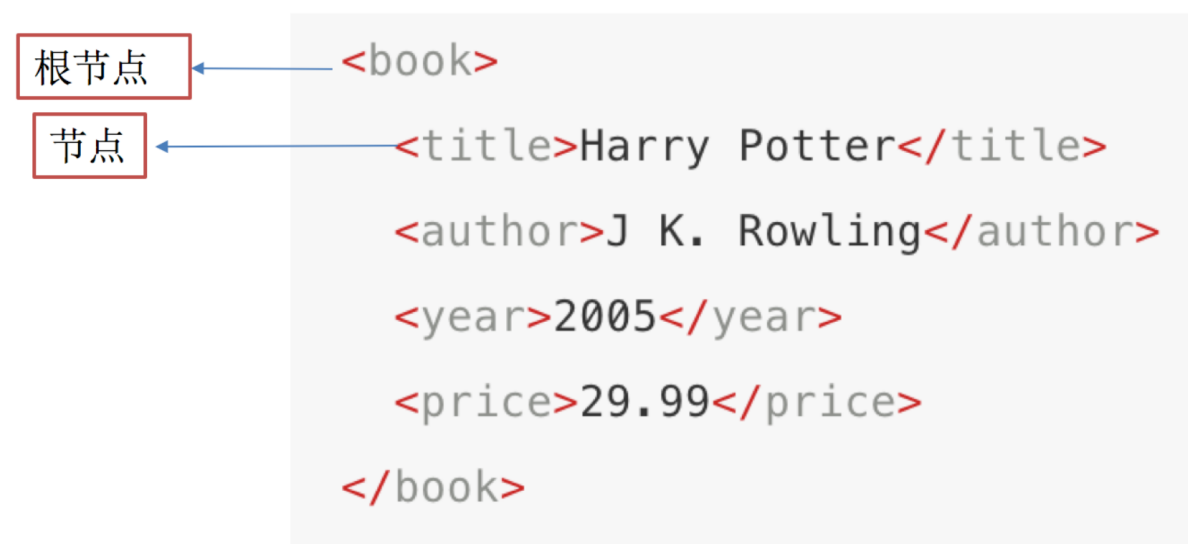 根节点
<book>
节点
<title>Harry Potter</title>
<author>J K. Rowling</author>
<year>2005</year>
<price>29.99</price>
</book>